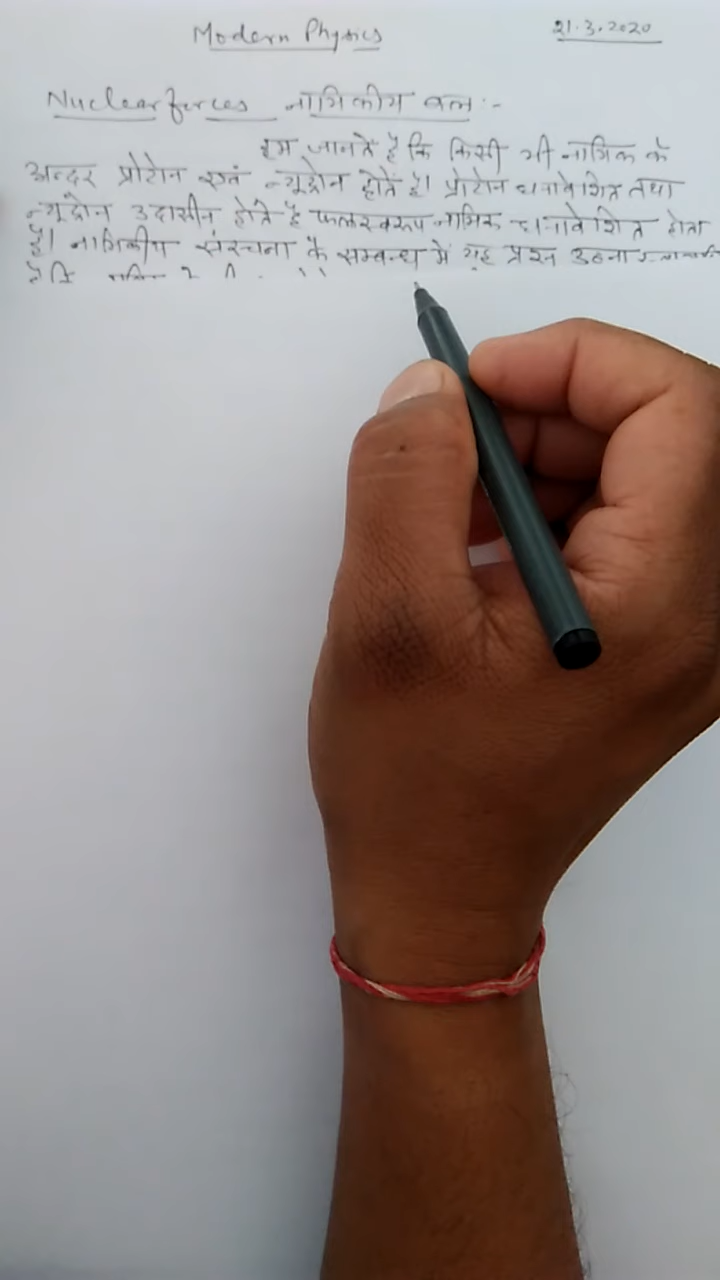 Modern Physics 21.3.2020
Nuclear forces नाभिकीय बल :-
हम जानते है कि किसी भी नाभिक के
अन्दर प्रोटोन एवं न्यूट्रोन होते है। प्रोटोन धनावेशित तथा
न्यूट्रोन उदासीन होते है फलस्वरूप नाभिक धनावेशित होता
है। नाभिकीय संरचना के सम्बन्ध में यह प्रश्न उठना
है कि